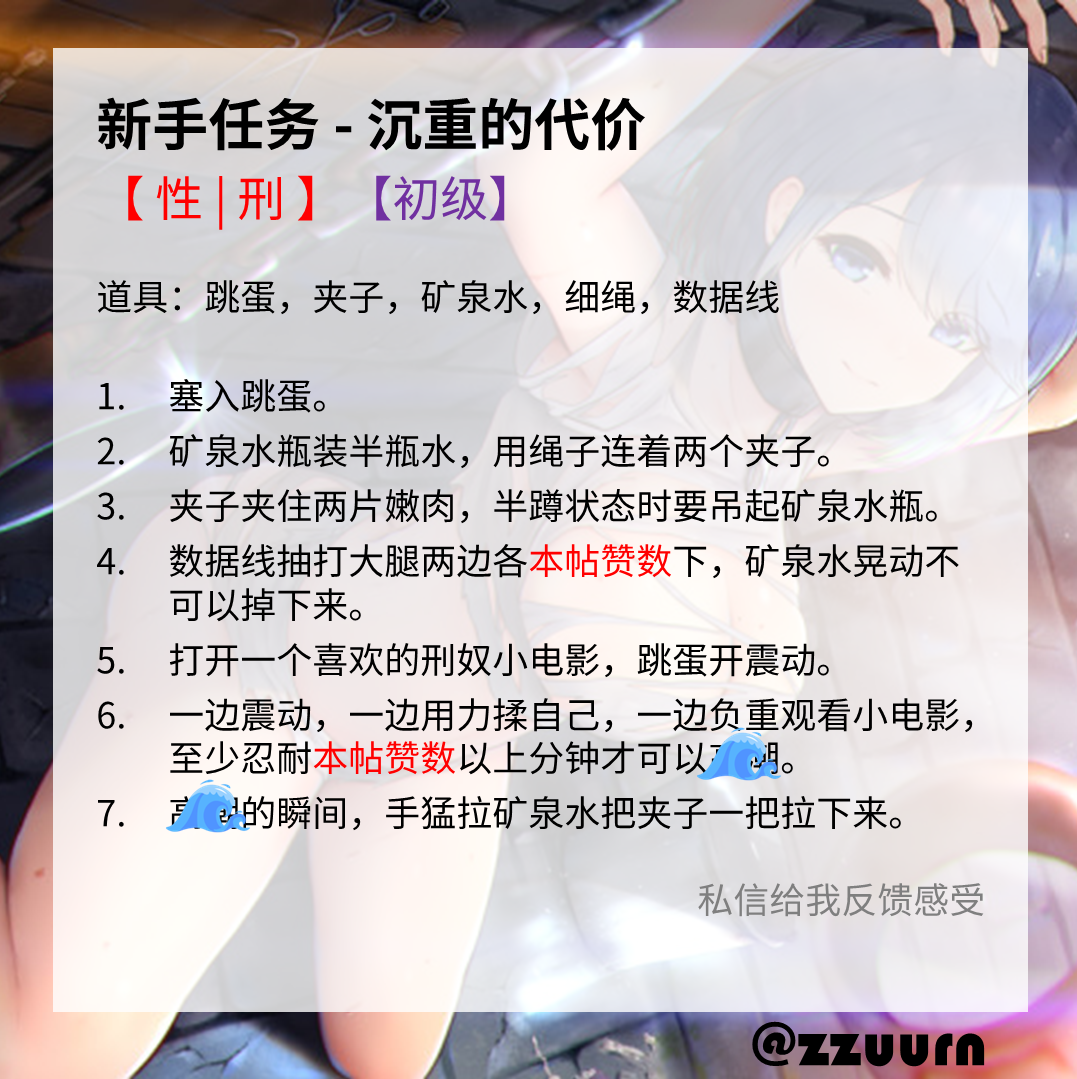 新手任务 - 沉重的代价
【 性 | 刑 】 【初级】
道具：跳蛋，夹子，矿泉水，细绳，数据线
1. 塞入跳蛋。
2. 矿泉水瓶装半瓶水，用绳子连着两个夹子。
3. 夹子夹住两片嫩肉，半蹲状态时要吊起矿泉水瓶。
4. 数据线抽打大腿两边各本帖赞数下，矿泉水晃动不
可以掉下来。
5. 打开一个喜欢的刑奴小电影，跳蛋开震动。
6. 一边震动，一边用力揉自己，一边负重观看小电影，
至少忍耐本帖赞数以上分钟才可以。
7. 的瞬间，手猛拉矿泉水把夹子一把拉下来。
私信给我反馈感受
@zzuurn